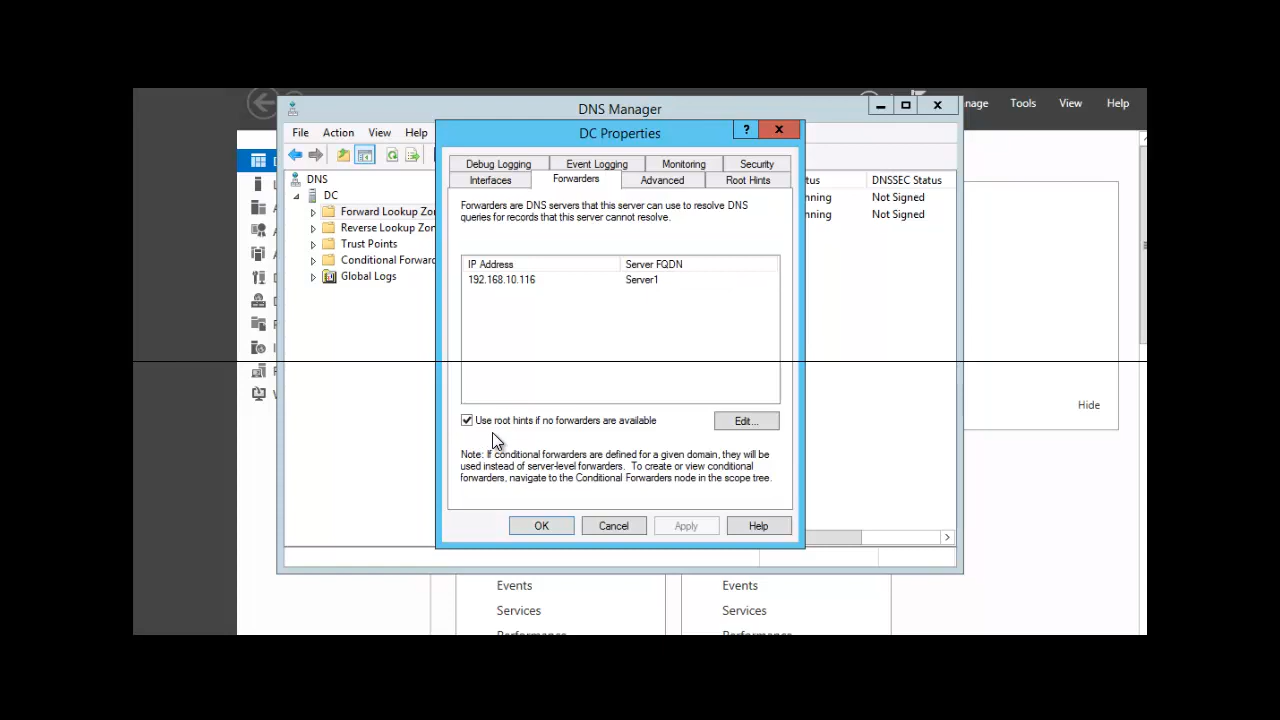 DNS Manager
Manage Tools View Help
File Action View Help
DC Properties
Debug Logging Event Logging Monitoring Security
Interfaces Forwarders Advanced Root Hints
DNS
DC
Forward Lookup Zon
Reverse Lookup Zon
Trust Points
Conditional Forward
Global Logs
Forwarders are DNS servers that this server can use to resolve DNS
queries for records that this server cannot resolve.
IP Address Server FQDN
192.168.10.116 Server1
Use root hints if no forwarders are available
Edit...
Note: If conditional forwarders are defined for a given domain, they will be
used instead of server-level forwarders. To create or view conditional
forwarders, navigate to the Conditional Forwarders node in the scope tree.
OK Cancel Apply Help
tus DNSSEC Status
nning Not Signed
nning Not Signed
Hide
Events Events
Services Services
Performance Performance